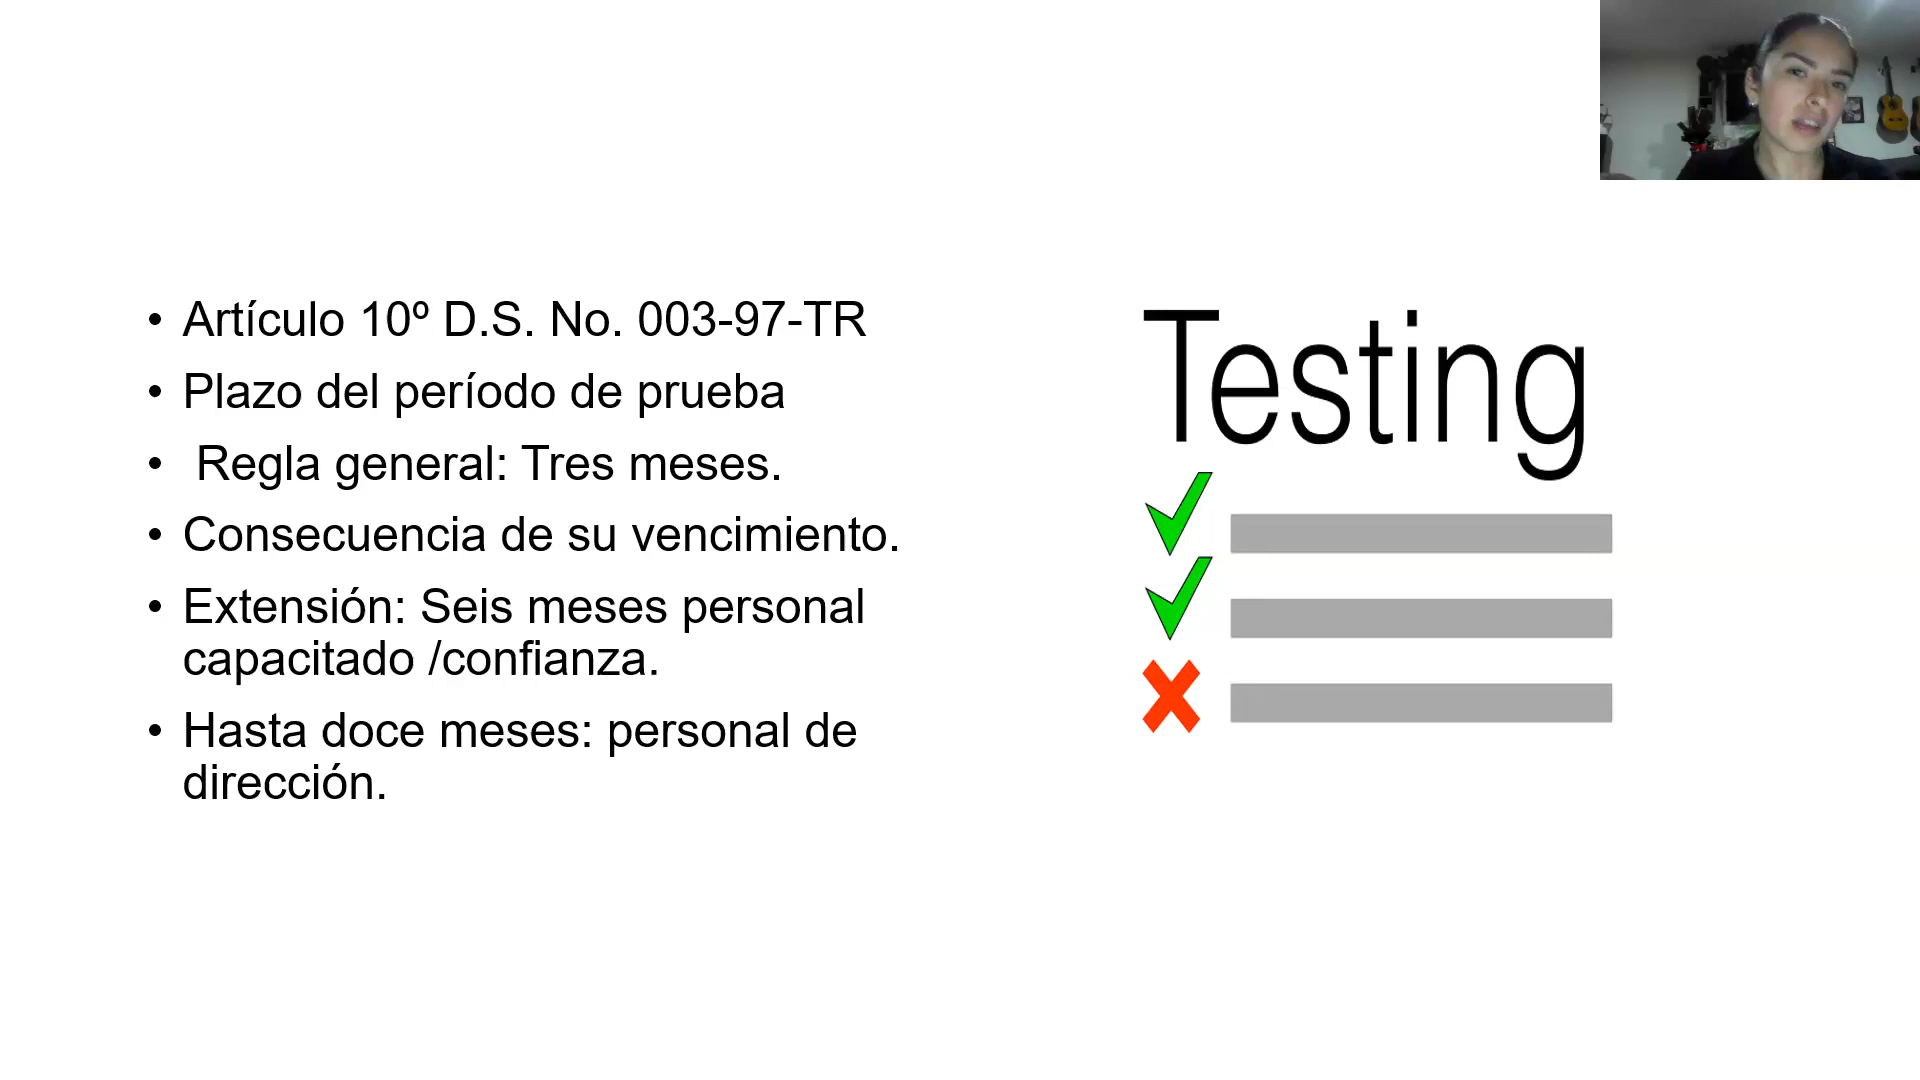 • Artículo 10º D.S. No. 003-97-TR
• Plazo del período de prueba
• Regla general: Tres meses.
• Consecuencia de su vencimiento.
• Extensión: Seis meses personal
capacitado /confianza.
• Hasta doce meses: personal de
dirección.
Testing